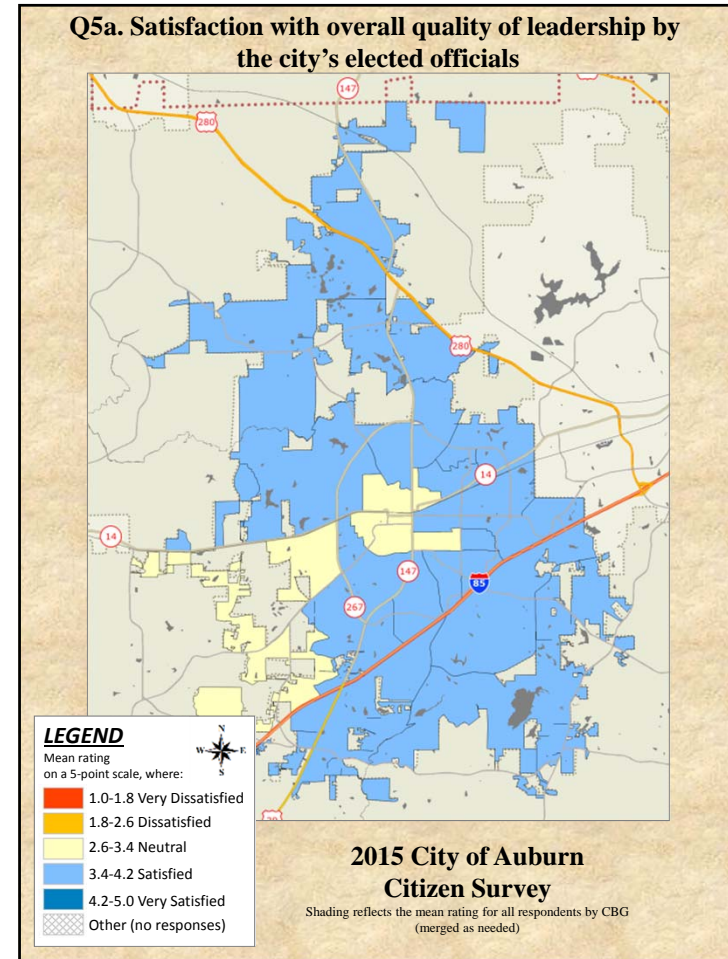 Q5a. Satisfaction with overall quality of leadership by
the city's elected officials
147
280
280
14
14
147
85
267
LEGEND
Mean rating
on a 5-point scale, where:
N
W E
S
1.0-1.8 Very Dissatisfied
1.8-2.6 Dissatisfied
2.6-3.4 Neutral
3.4-4.2 Satisfied
4.2-5.0 Very Satisfied
Other (no responses)
2015 City of Auburn
Citizen Survey
Shading reflects the mean rating for all respondents by CBG
(merged as needed)